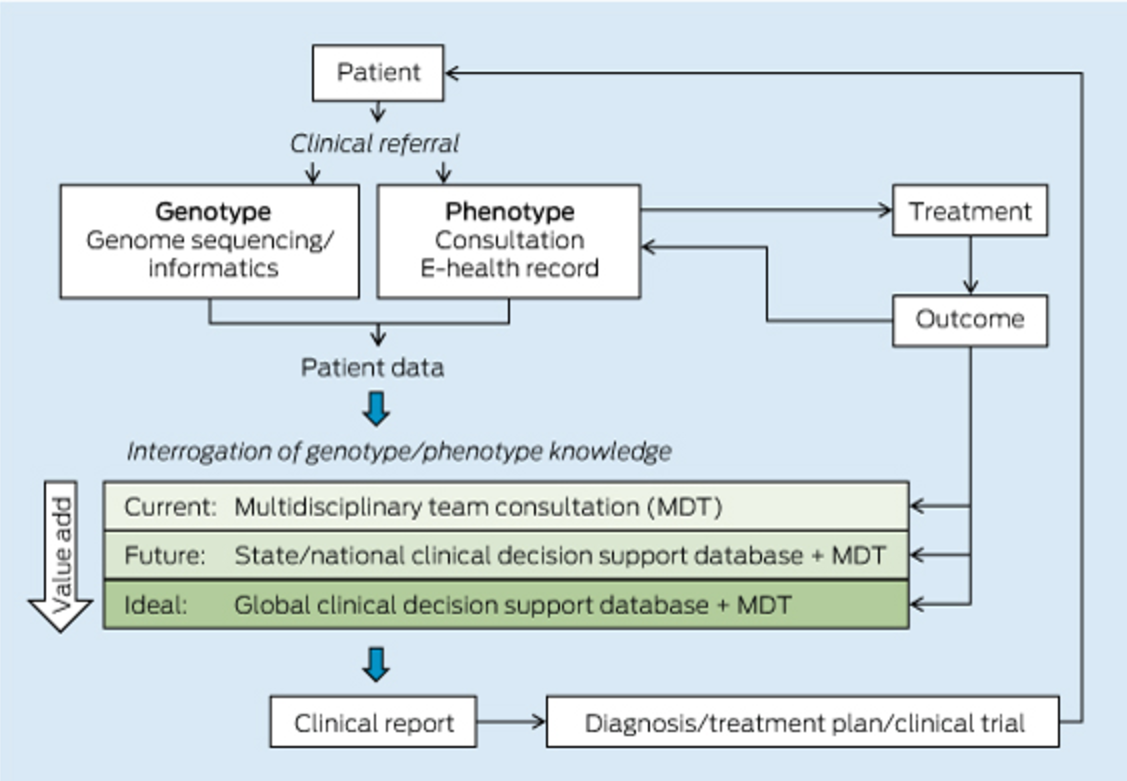 Patient
Clinical referral
Genotype
Genome sequencing/
informatics
Phenotype
Consultation
E-health record
Treatment
Outcome
Patient data
Interrogation of genotype/phenotype knowledge
Value add
Current: Multidisciplinary team consultation (MDT)
Future: State/national clinical decision support database + MDT
Ideal: Global clinical decision support database + MDT
Clinical report
Diagnosis/treatment plan/clinical trial